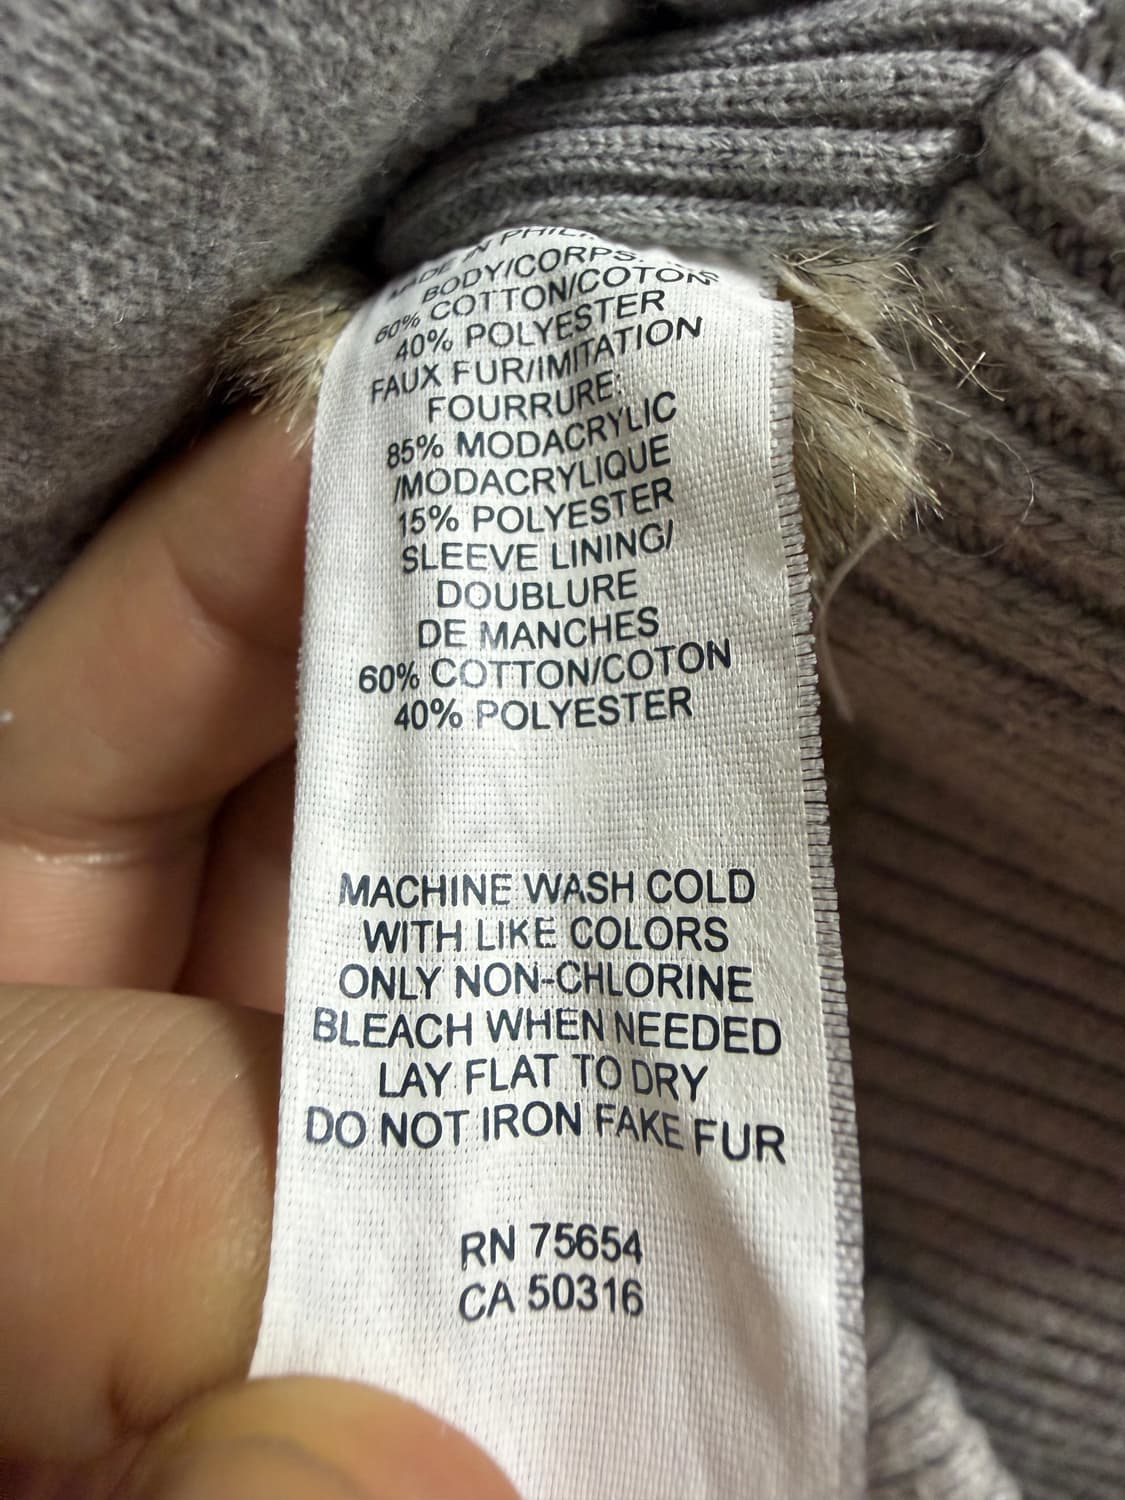 MADE IN
BODY/CORPS:
60% COTTON/COTON
40% POLYESTER
FAUX FUR/IMITATION
FOURRURE:
85% MODACRYLIC
/MODACRYLIQUE
15% POLYESTER
SLEEVE LINING/
DOUBLURE
DE MANCHES
60% COTTON/COTON
40% POLYESTER
MACHINE WASH COLD
WITH LIKE COLORS
ONLY NON-CHLORINE
BLEACH WHEN NEEDED
LAY FLAT TO DRY
DO NOT IRON FAKE FUR
RN 75654
CA 50316